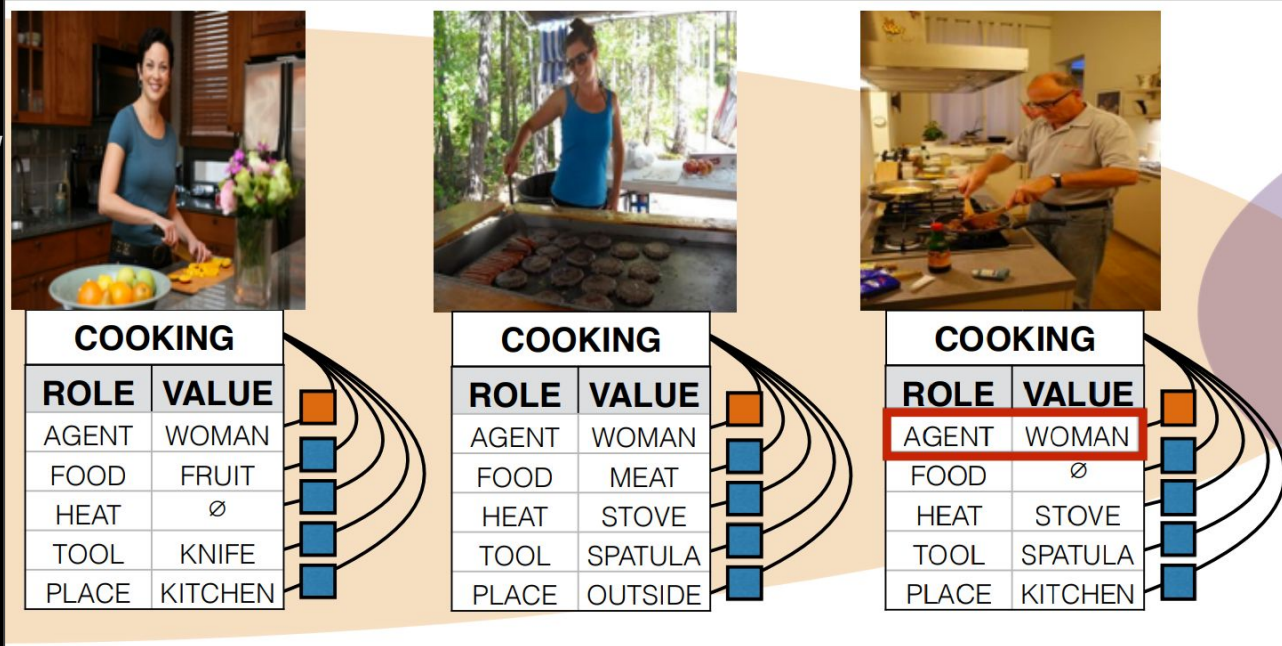 COOKING
ROLE VALUE
AGENT WOMAN
FOOD FRUIT
HEAT ∅
TOOL KNIFE
PLACE KITCHEN
COOKING
ROLE VALUE
AGENT WOMAN
FOOD MEAT
HEAT STOVE
TOOL SPATULA
PLACE OUTSIDE
COOKING
ROLE VALUE
AGENT WOMAN
FOOD ∅
HEAT STOVE
TOOL SPATULA
PLACE KITCHEN